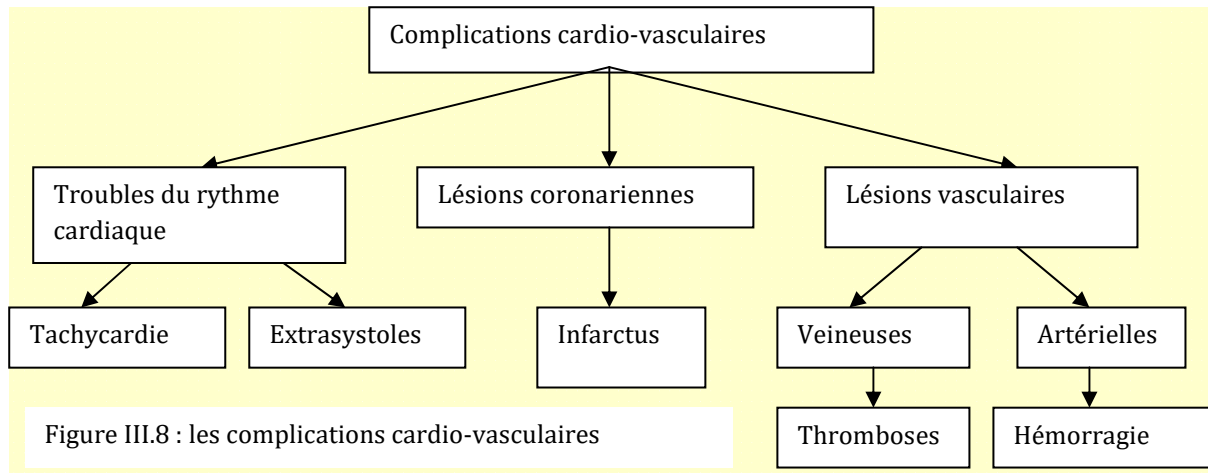 Complications cardio-vasculaires
Troubles du rythme
cardiaque
Lésions coronariennes
Lésions vasculaires
Tachycardie
Extrasystoles
Infarctus
Veineuses
Artérielles
Figure III.8 : les complications cardio-vasculaires
Thromboses
Hémorragie